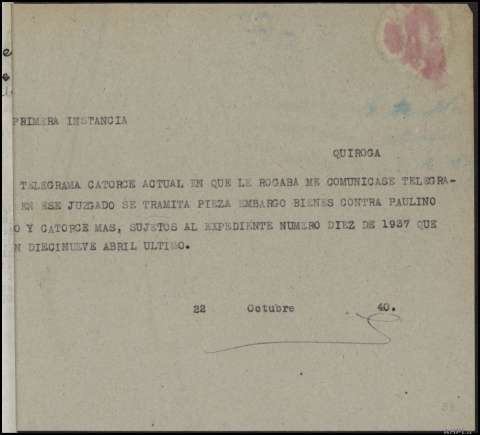 PRIMERA INSTANCIA
QUIROGA
TELEGRAMA CATORCE ACTUAL EN QUE LE ROGABA ME COMUNICASE TELEGRA-
EN ESE JUZGADO SE TRAMITA PIEZA EMBARGO BIENES CONTRA PAULINO
O Y CATORCE MAS, SUJETOS AL EXPEDIENTE NUMERO DIEZ DE 1937 QUE
N DIECINUEVE ABRIL ULTIMO.
22 Octubre 40.